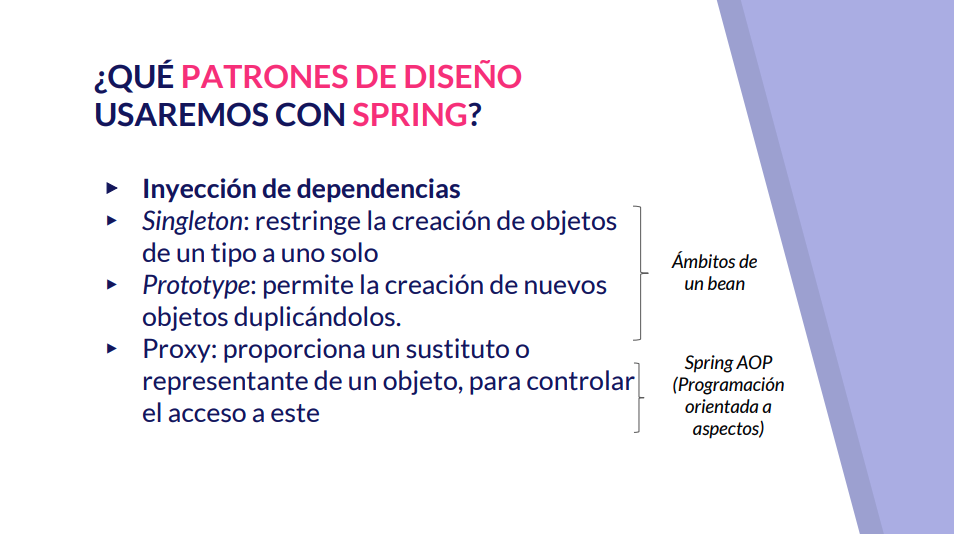 ¿QUÉ PATRONES DE DISEÑO
USAREMOS CON SPRING?
▸ Inyección de dependencias
▸ Singleton: restringe la creación de objetos
de un tipo a uno solo
▸ Prototype: permite la creación de nuevos
objetos duplicándolos.
▸ Proxy: proporciona un sustituto o
representante de un objeto, para controlar
el acceso a este
Ámbitos de
un bean
Spring AOP
(Programación
orientada a
aspectos)